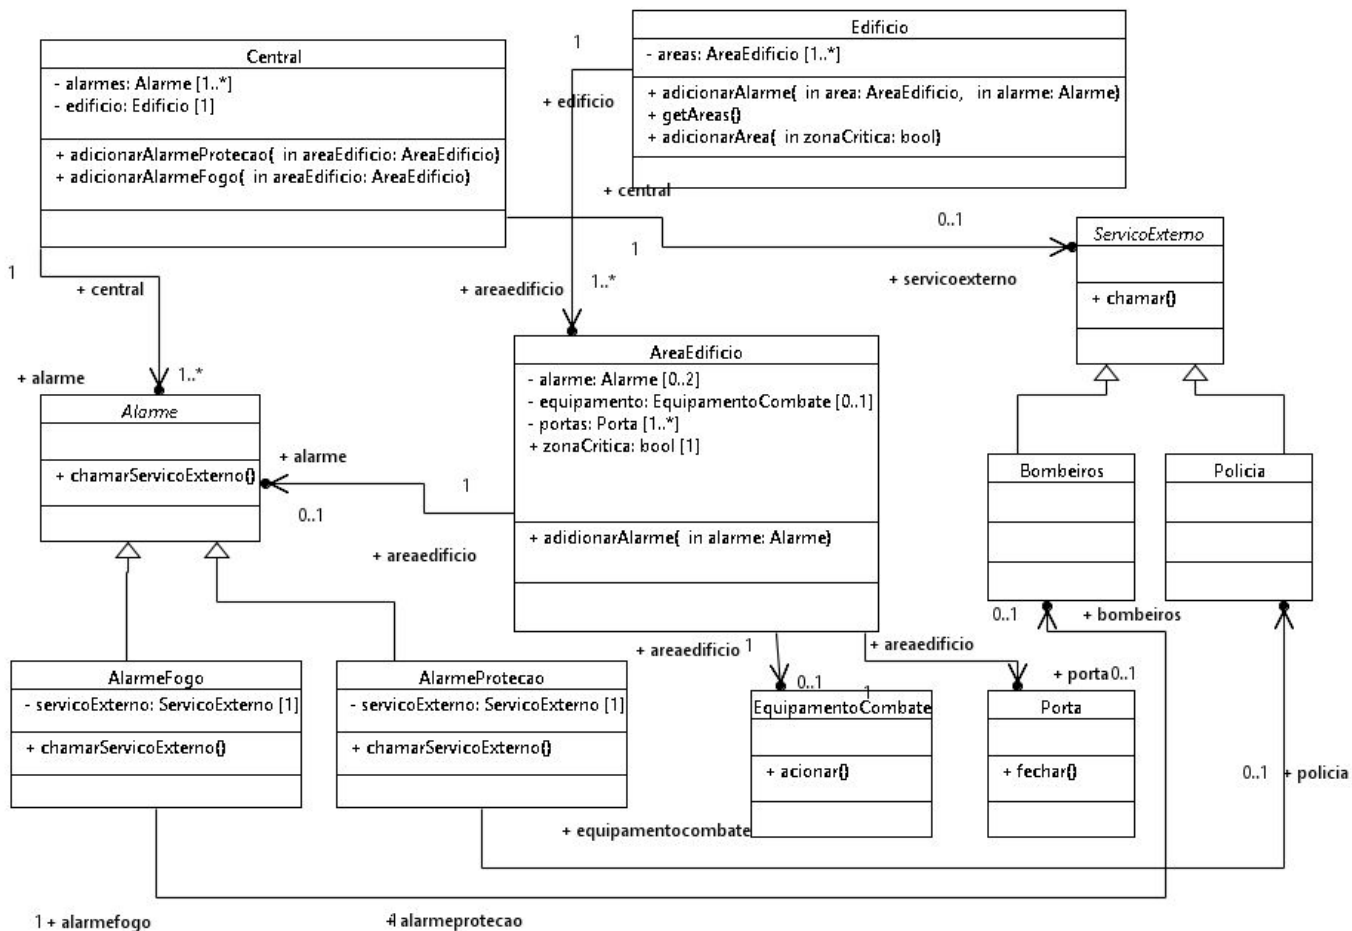 Central
- alarmes: Alarme [1..*]
- edificio: Edificio [1]
+ adicionarAlarmeProtecao( in areaEdificio: AreaEdificio)
+ adicionarAlarmeFogo( in areaEdificio: AreaEdificio)
Edificio
- areas: AreaEdificio [1..*]
+ adicionarAlarme( in area: AreaEdificio, in alarme: Alarme)
+ getAreas()
+ adicionarArea( in zonaCritica: bool)
1
+ edificio
+ central
0..1
1
+ servicoexterno
ServicoExterno
+ chamar()
1
+ central
+ areaedificio
1..*
+ alarme
1..*
Alarme
+ chamarServicoExterno()
AreaEdificio
- alarme: Alarme [0..2]
- equipamento: EquipamentoCombate [0..1]
- portas: Porta [1..*]
+ zonaCritica: bool [1]
+ adidionarAlarme( in alarme: Alarme)
+ alarme
1
0..1
+ areaedificio
Bombeiros
Policia
0..1
+ bombeiros
+ areaedificio
1
+ areaedificio
0..1
1
+ porta
0..1
AlarmeFogo
- servicoExterno: ServicoExterno [1]
+ chamarServicoExterno()
AlarmeProtecao
- servicoExterno: ServicoExterno [1]
+ chamarServicoExterno()
EquipamentoCombate
+ acionar()
Porta
+ fechar()
0..1
+ policia
+ equipamentocombate
1
+ alarmefogo
1
+ alarmeprotecao